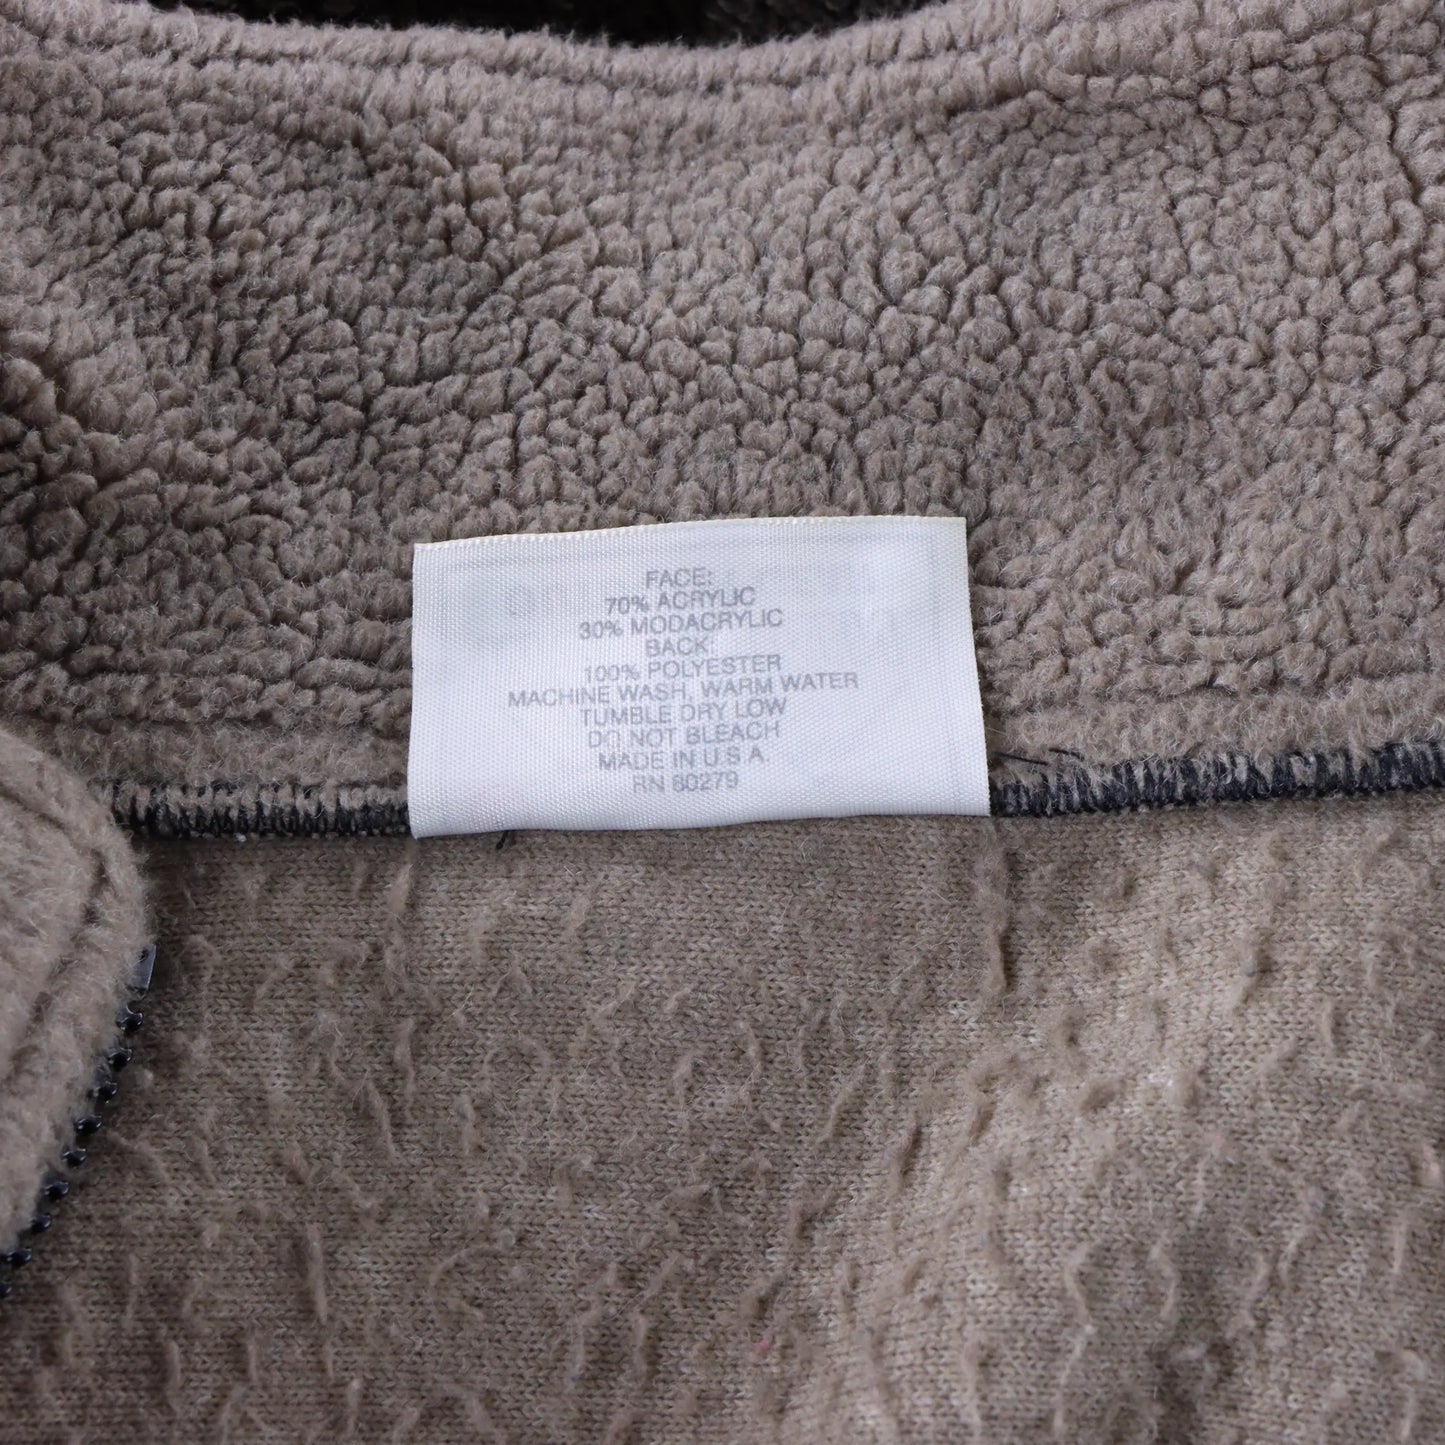 FACE:
70% ACRYLIC
30% MODACRYLIC
BACK:
100% POLYESTER
MACHINE WASH, WARM WATER
TUMBLE DRY LOW
DO NOT BLEACH
MADE IN U.S.A.
RN 80279